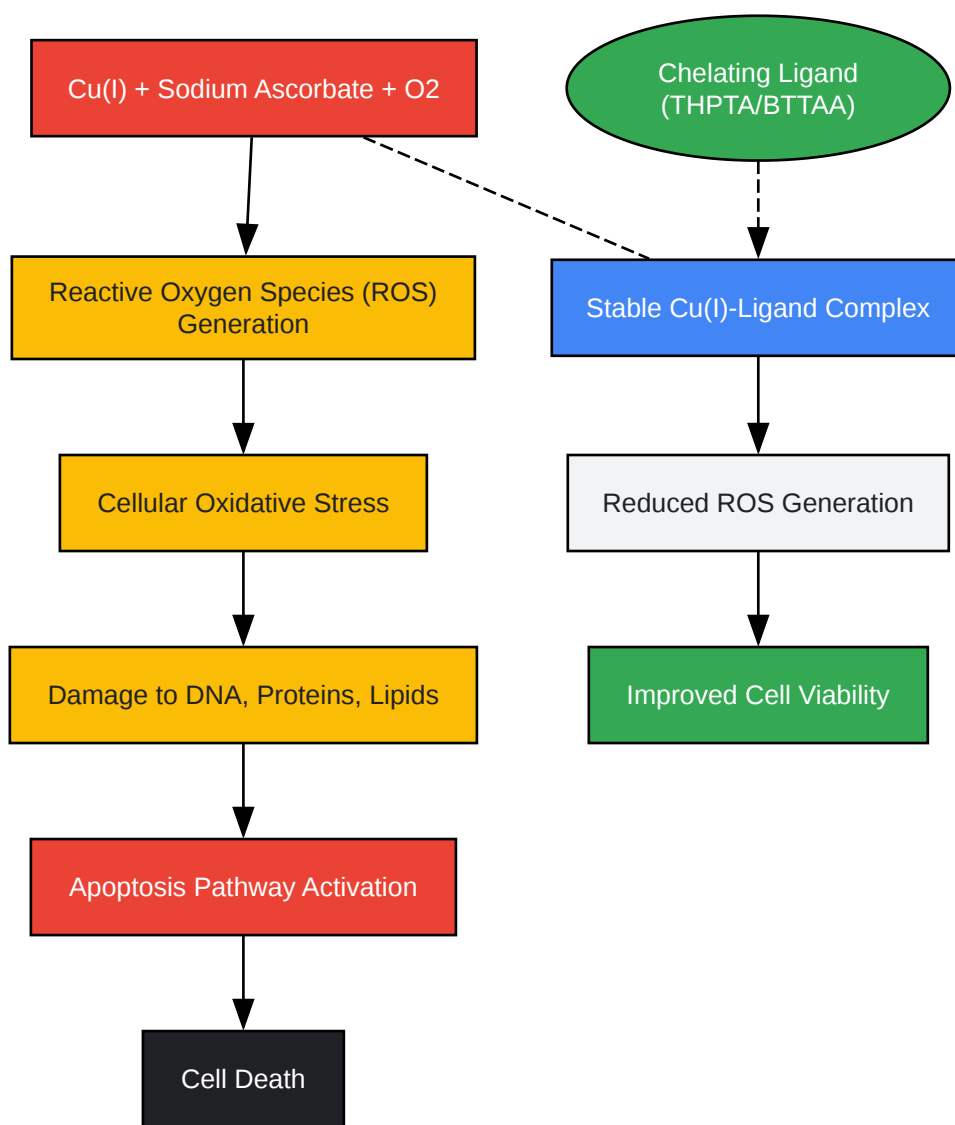 Cu(I) + Sodium Ascorbate + O2
Chelating Ligand
(THPTA/BTTAA)
Reactive Oxygen Species (ROS)
Generation
Stable Cu(I)-Ligand Complex
Cellular Oxidative Stress
Reduced ROS Generation
Damage to DNA, Proteins, Lipids
Improved Cell Viability
Apoptosis Pathway Activation
Cell Death